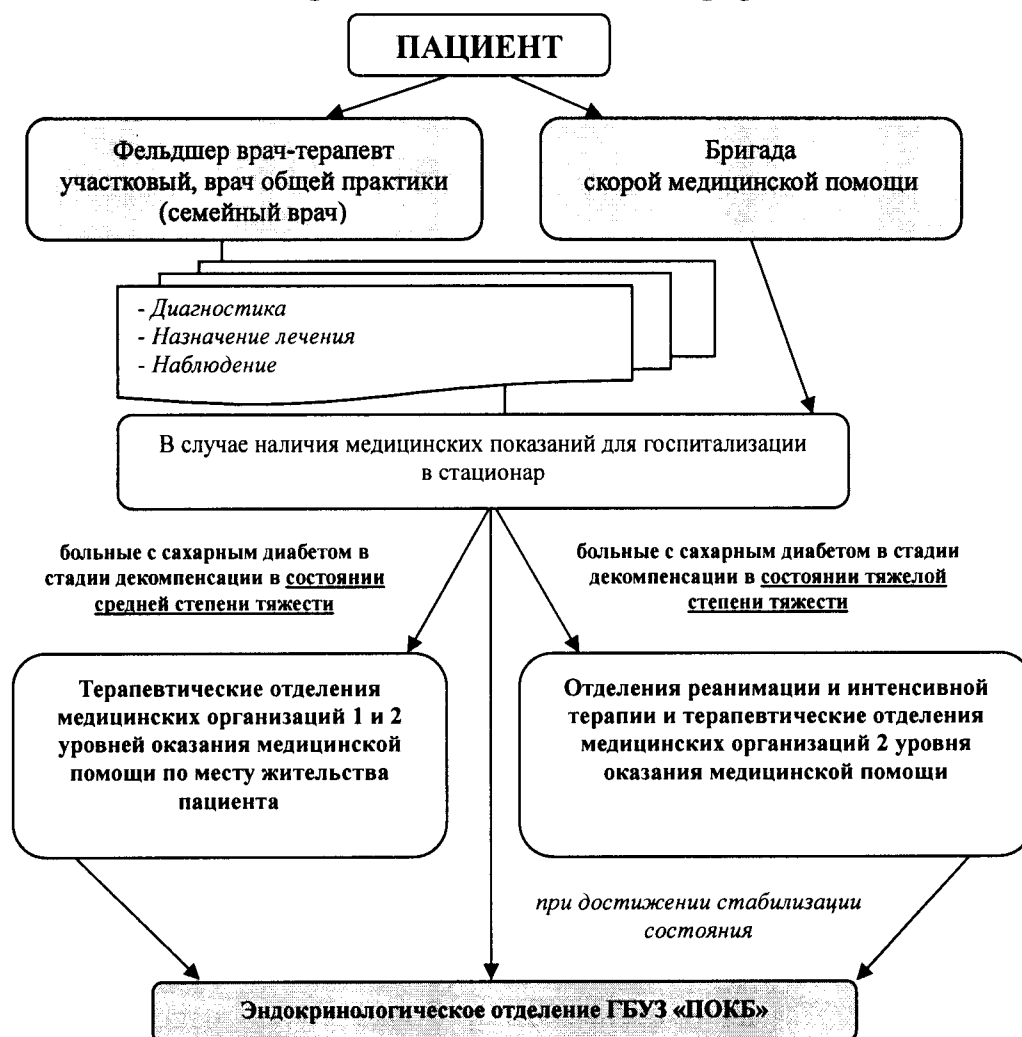 ПАЦИЕНТ
Фельдшер врач-терапевт
участковый, врач общей практики
(семейный врач)
Бригада
скорой медицинской помощи
- Диагностика
- Назначение лечения
- Наблюдение
В случае наличия медицинских показаний для госпитализации
в стационар
больные с сахарным диабетом в
стадии декомпенсации в состоянии
средней степени тяжести
больные с сахарным диабетом в стадии
декомпенсации в состоянии тяжелой
степени тяжести
Терапевтические отделения
медицинских организаций 1 и 2
уровней оказания медицинской
помощи по месту жительства
пациента
Отделения реанимации и интенсивной
терапии и терапевтические отделения
медицинских организаций 2 уровня
оказания медицинской помощи
при достижении стабилизации
состояния
Эндокринологическое отделение ГБУЗ «ПОКБ»